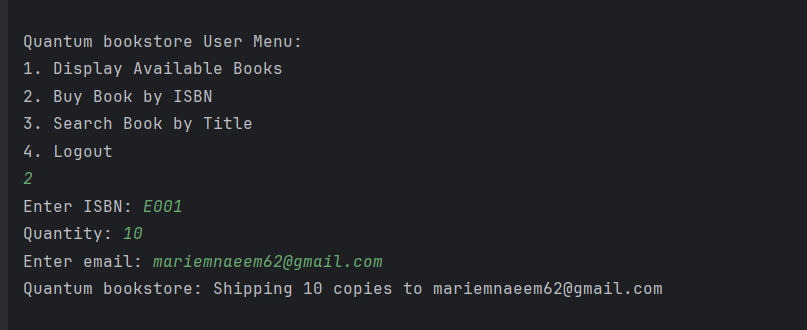 Quantum bookstore User Menu:
1. Display Available Books
2. Buy Book by ISBN
3. Search Book by Title
4. Logout
2
Enter ISBN: E001
Quantity: 10
Enter email: mariemnaeem62@gmail.com
Quantum bookstore: Shipping 10 copies to mariemnaeem62@gmail.com